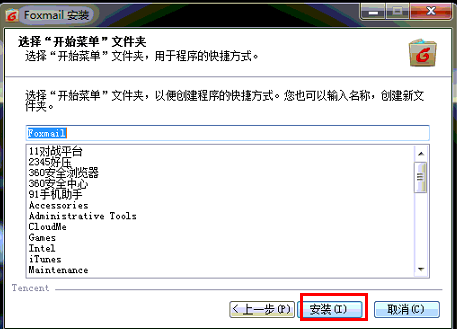 Foxmail 安装
选择“开始菜单”文件夹
选择“开始菜单”文件夹，用于程序的快捷方式。
选择“开始菜单”文件夹，以便创建程序的快捷方式。您也可以输入名称，创建新文
件夹。
Foxmail
11对战平台
2345好压
360安全浏览器
360安全中心
91手机助手
Accessories
Administrative Tools
CloudMe
Games
Intel
iTunes
Maintenance
Tencent
< 上一步(P)
安装(I)
取消(C)